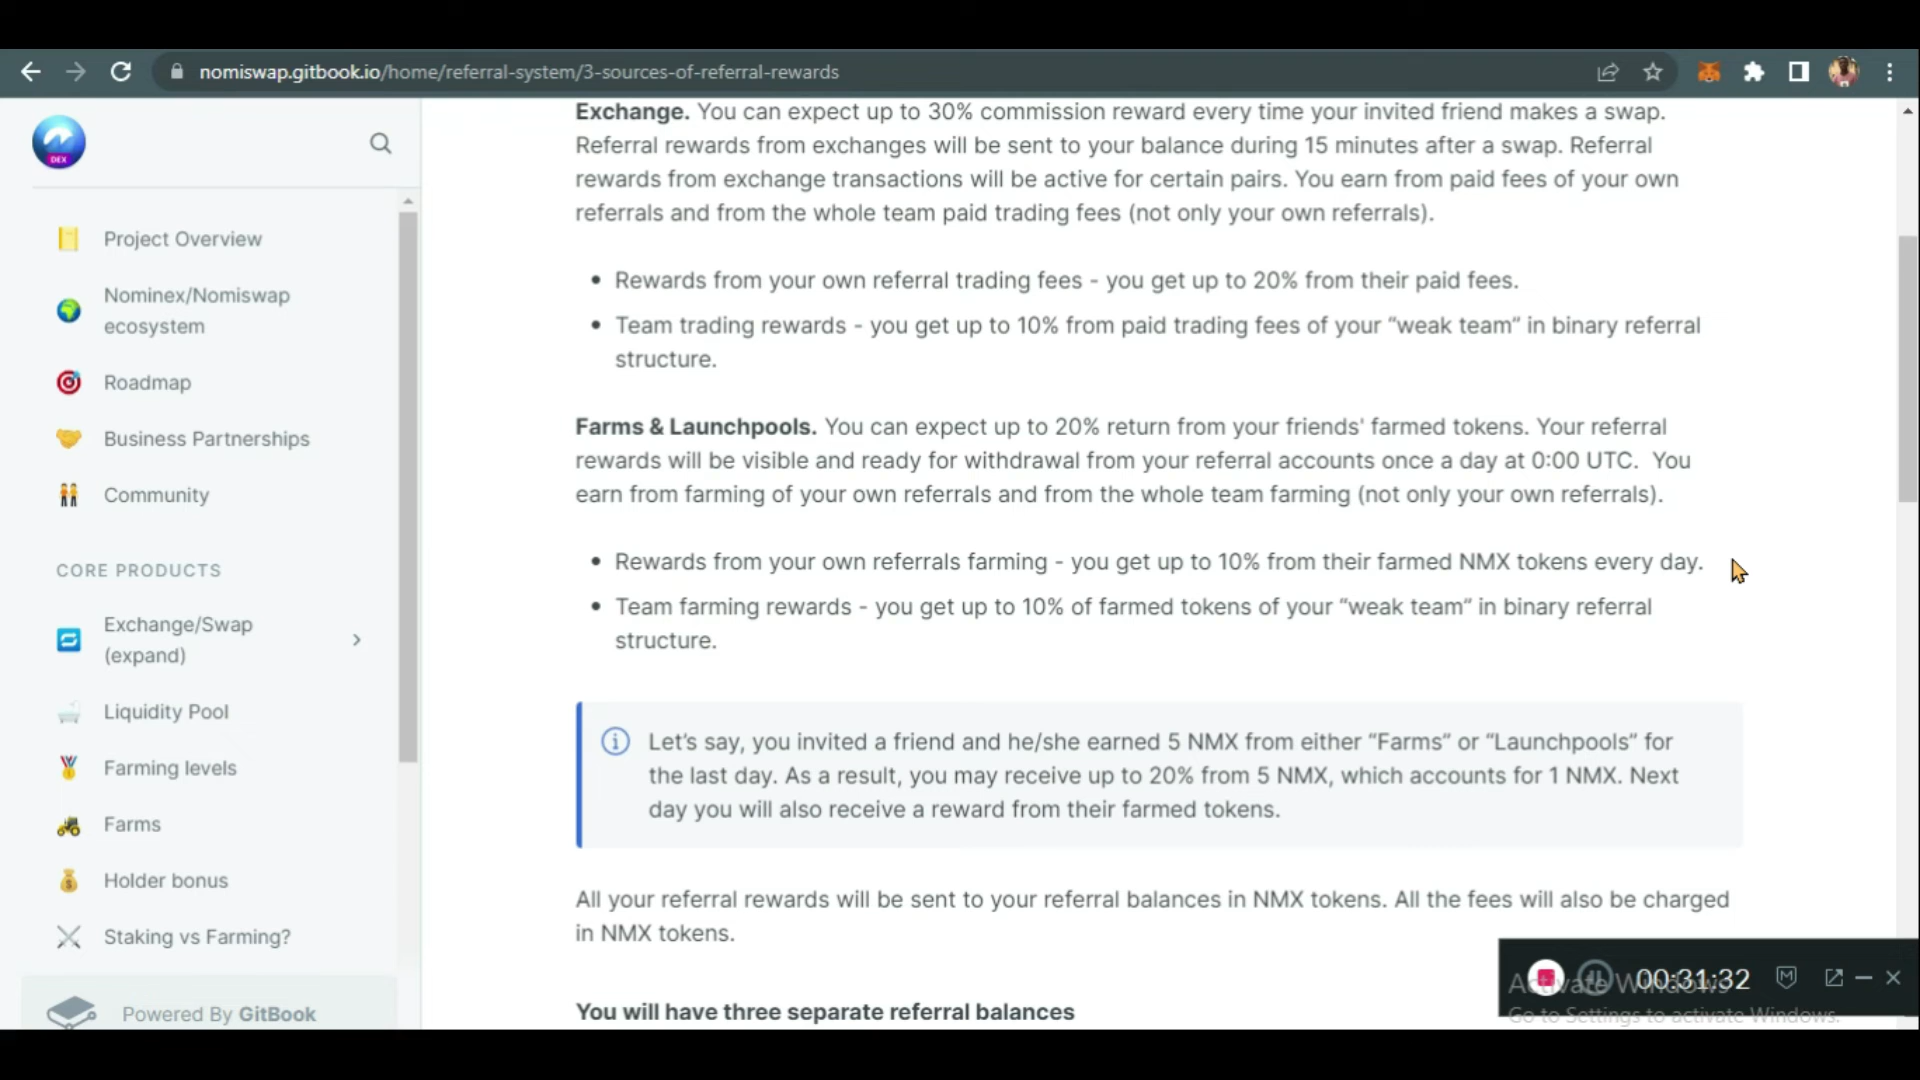 nomiswap.gitbook.io/home/referral-system/3-sources-of-referral-rewards
DEX
Project Overview
Nominex/Nomiswap
ecosystem
Roadmap
Business Partnerships
Community
CORE PRODUCTS
Exchange/Swap
(expand)
Liquidity Pool
Farming levels
Farms
Holder bonus
Staking vs Farming?
Powered By GitBook
Exchange. You can expect up to 30% commission reward every time your invited friend makes a swap.
Referral rewards from exchanges will be sent to your balance during 15 minutes after a swap. Referral
rewards from exchange transactions will be active for certain pairs. You earn from paid fees of your own
referrals and from the whole team paid trading fees (not only your own referrals).
• Rewards from your own referral trading fees - you get up to 20% from their paid fees.
• Team trading rewards - you get up to 10% from paid trading fees of your “weak team” in binary referral
structure.
Farms & Launchpools. You can expect up to 20% return from your friends' farmed tokens. Your referral
rewards will be visible and ready for withdrawal from your referral accounts once a day at 0:00 UTC. You
earn from farming of your own referrals and from the whole team farming (not only your own referrals).
• Rewards from your own referrals farming - you get up to 10% from their farmed NMX tokens every day.
• Team farming rewards - you get up to 10% of farmed tokens of your “weak team” in binary referral
structure.
Let’s say, you invited a friend and he/she earned 5 NMX from either “Farms” or “Launchpools” for
the last day. As a result, you may receive up to 20% from 5 NMX, which accounts for 1 NMX. Next
day you will also receive a reward from their farmed tokens.
All your referral rewards will be sent to your referral balances in NMX tokens. All the fees will also be charged
in NMX tokens.
You will have three separate referral balances
00:31:32
Activate Windows
Go to Settings to activate Windows.